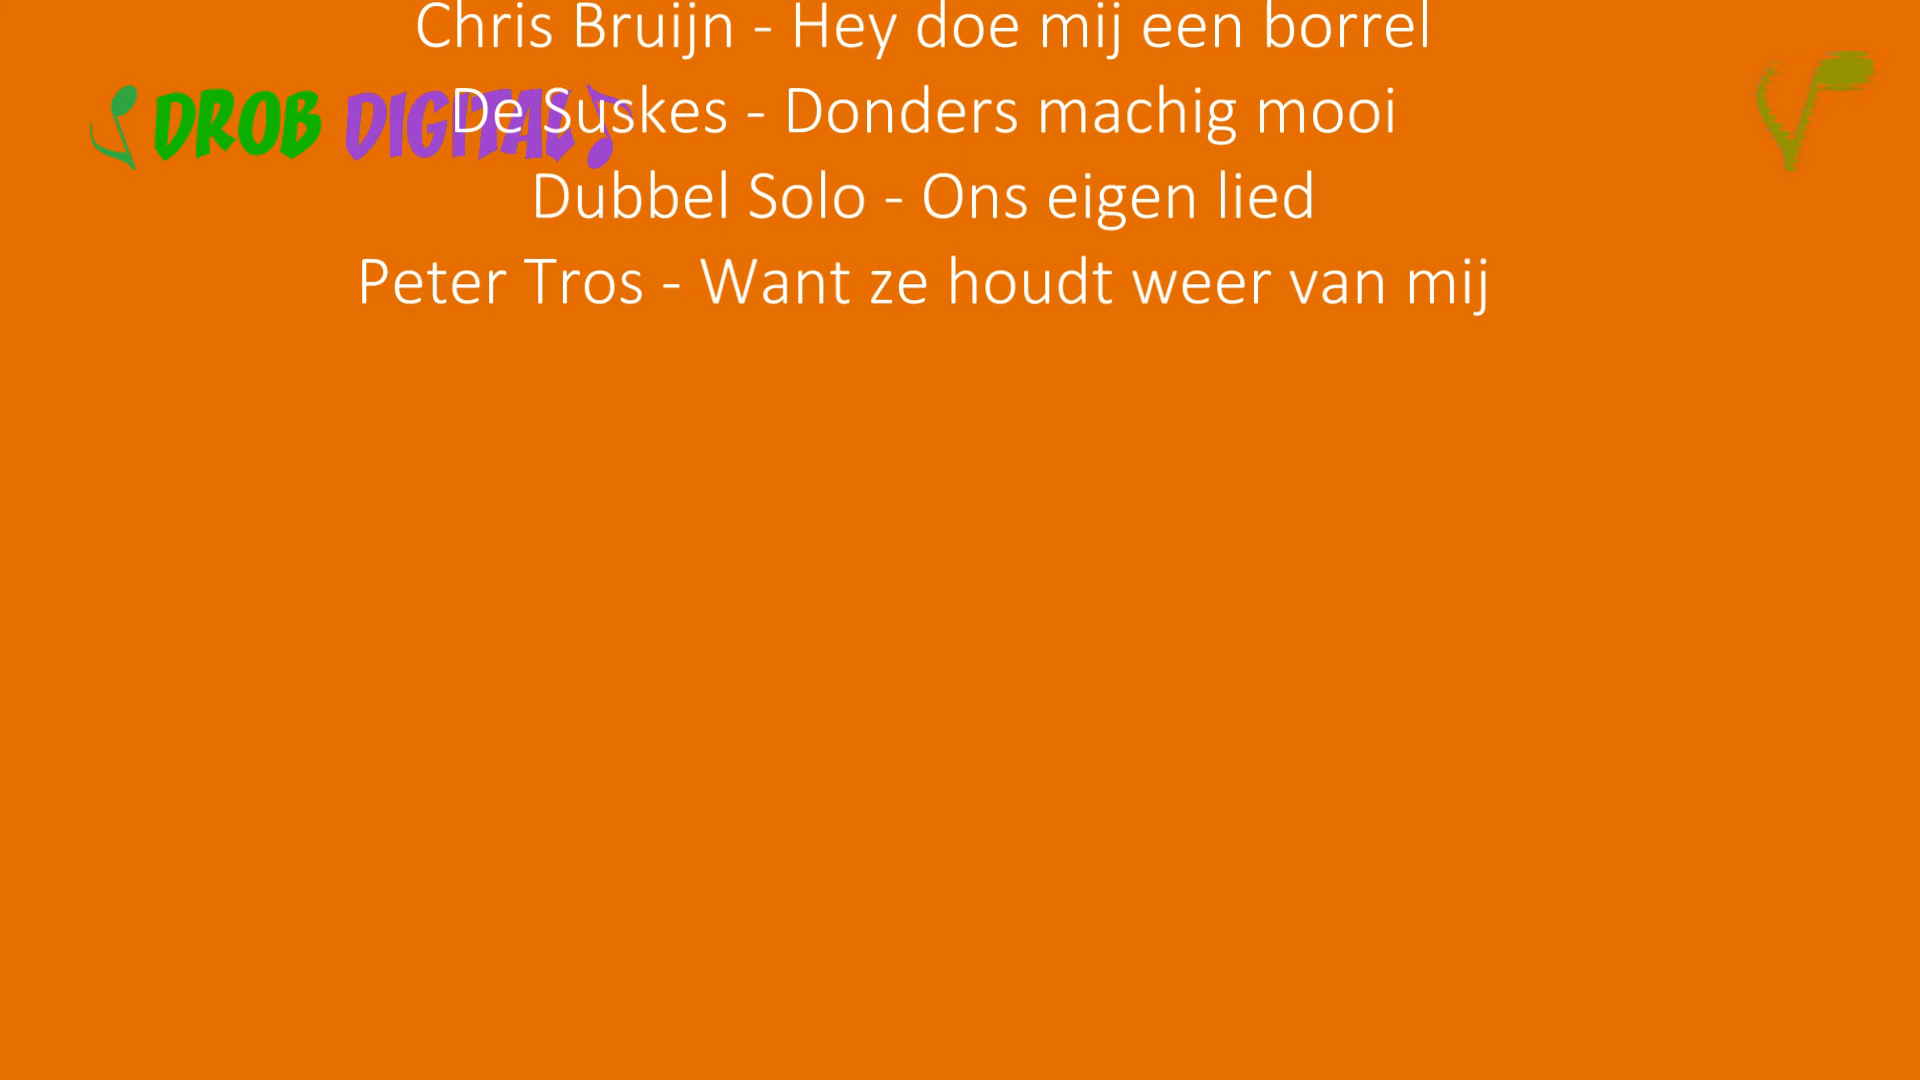 Chris Bruijn - Hey doe mij een borrel
DROB DIGITAL
De Suskes - Donders machig mooi
Dubbel Solo - Ons eigen lied
Peter Tros - Want ze houdt weer van mij